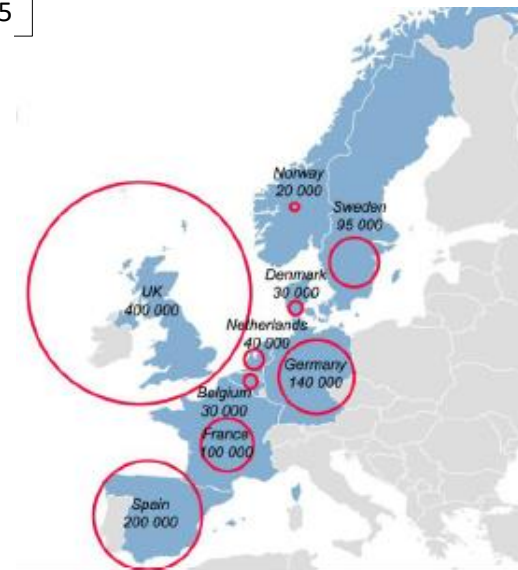 5
Norway
20 000
Sweden
95 000
Denmark
30 000
UK
400 000
Netherlands
40 000
Germany
140 000
Belgium
30 000
France
100 000
Spain
200 000